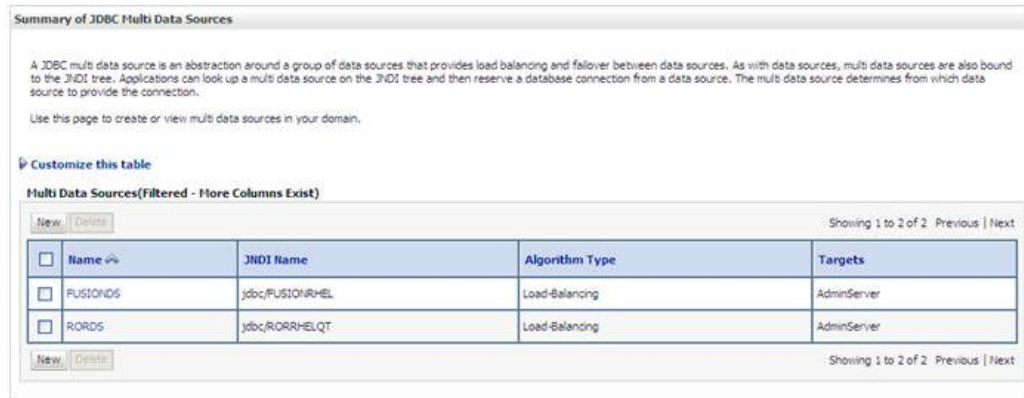 Summary of JDBC Multi Data Sources
A JDBC multi data source is an abstraction around a group of data sources that provides load balancing and failover between data sources. As with data sources, multi data sources are also bound
to the JNDI tree. Applications can look up a multi data source on the JNDI tree and then reserve a database connection from a data source. The multi data source determines from which data
source to provide the connection.
Use this page to create or view multi data sources in your domain.
Customize this table
Multi Data Sources(Filtered - More Columns Exist)
New Delete Showing 1 to 2 of 2 Previous | Next
Name JNDI Name Algorithm Type Targets
FUSIONDS jdbc/FUSIONRHEL Load-Balancing AdminServer
RORDS jdbc/RORRHELQT Load-Balancing AdminServer
New Delete Showing 1 to 2 of 2 Previous | Next